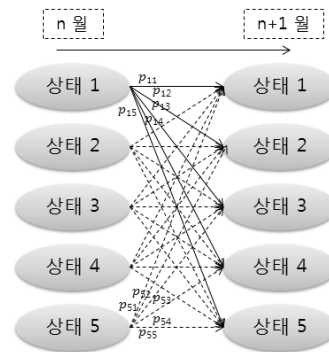 n 월 n+1 월
상태 1 p11 상태 1
p12
p13
p15 p14
상태 2 상태 2
상태 3 상태 3
상태 4 상태 4
p52
p51 p53
상태 5 p54 상태 5
p55